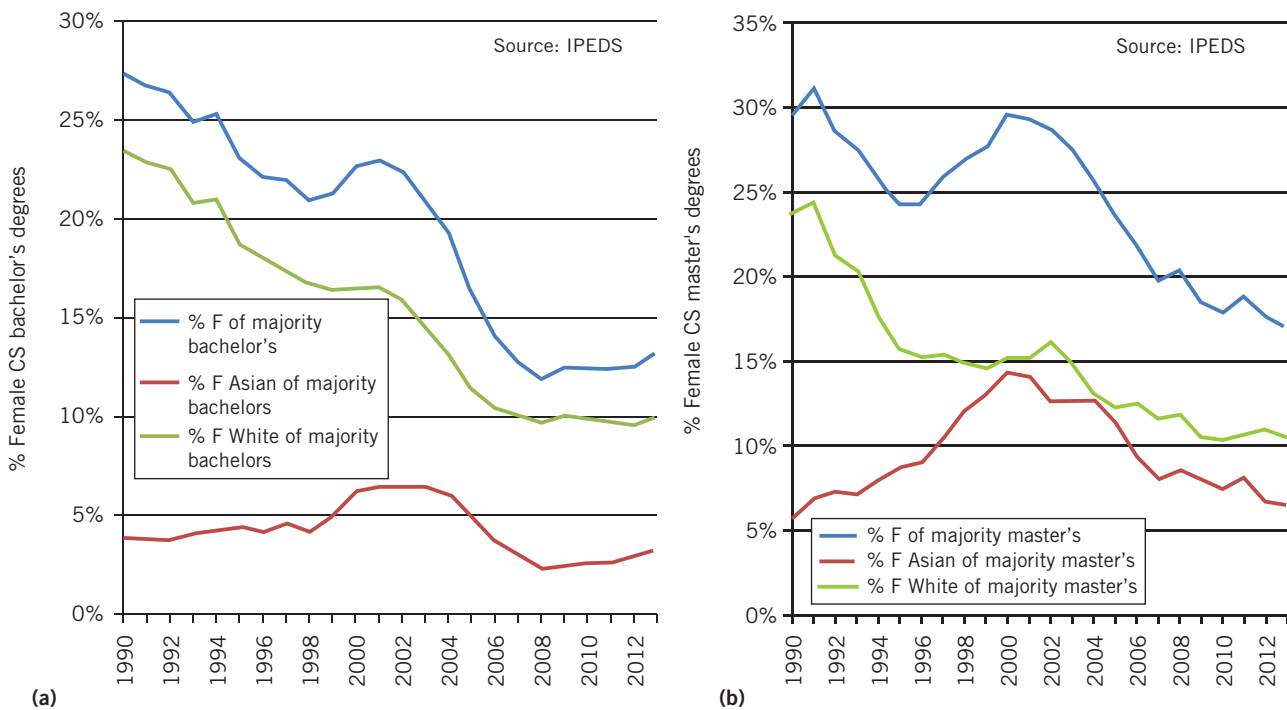 30%
25%
20%
15%
10%
5%
0%
% Female CS bachelor's degrees
Source: IPEDS
% F of majority
bachelor's
% F Asian of majority
bachelors
% F White of majority
bachelors
1990
1992
1994
1996
1998
2000
2002
2004
2006
2008
2010
2012
(a)
35%
30%
25%
20%
15%
10%
5%
0%
% Female CS master's degrees
Source: IPEDS
% F of majority master's
% F Asian of majority master's
% F White of majority master's
1990
1992
1994
1996
1998
2000
2002
2004
2006
2008
2010
2012
(b)